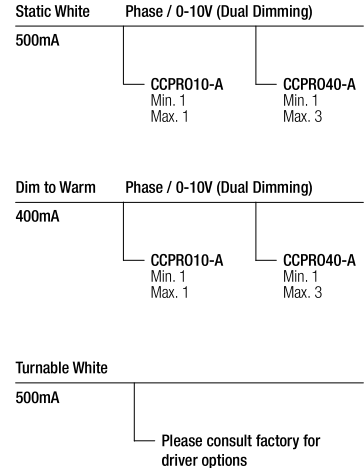 Static White Phase / 0-10V (Dual Dimming)
500mA
CCPRO10-A CCPRO40-A
Min. 1 Min. 1
Max. 1 Max. 3
Dim to Warm Phase / 0-10V (Dual Dimming)
400mA
CCPRO10-A CCPRO40-A
Min. 1 Min. 1
Max. 1 Max. 3
Turnable White
500mA
Please consult factory for
driver options